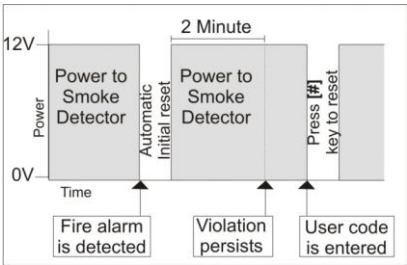 2 Minute
12V
Power to
Smoke
Detector
Automatic
Initial reset
Power to
Smoke
Detector
Press [#]
key to reset
Power
0V
Time
Fire alarm
is detected
Violation
persists
User code
is entered